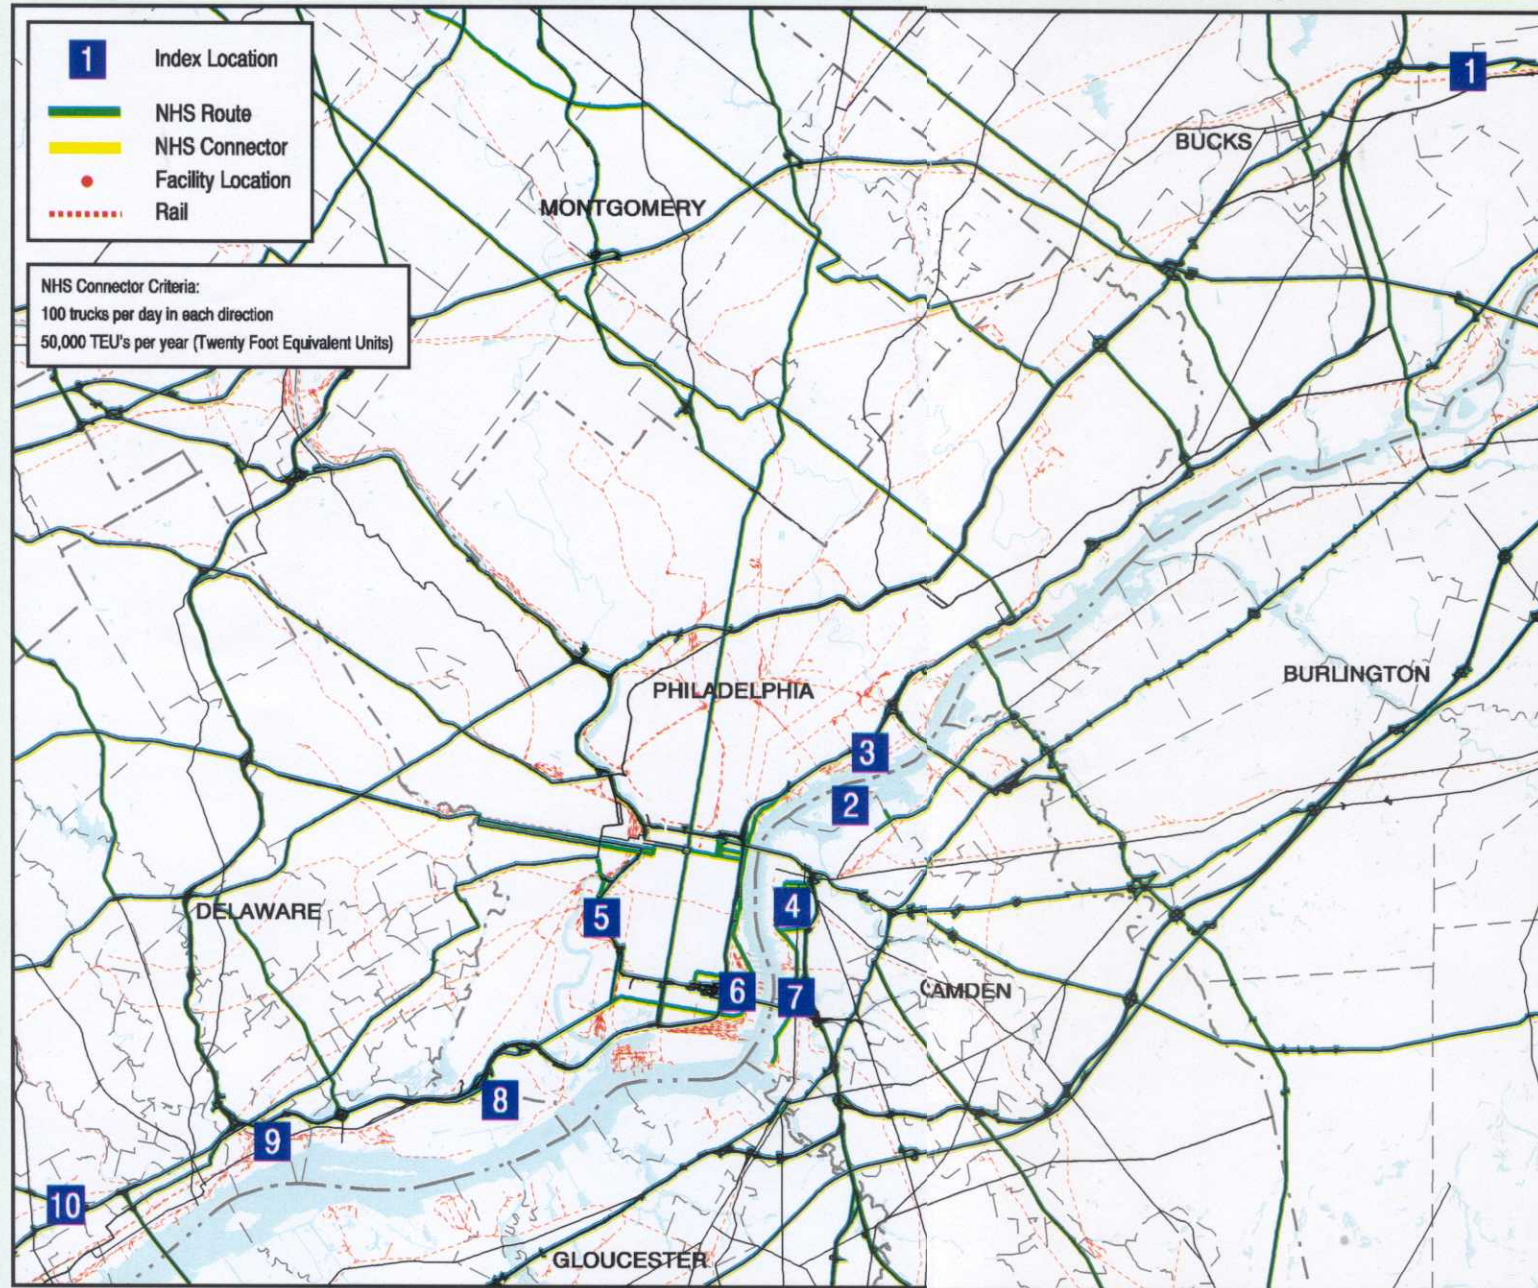 1 Index Location
NHS Route
NHS Connector
Facility Location
Rail
NHS Connector Criteria:
100 trucks per day in each direction
50,000 TEU's per year (Twenty Foot Equivalent Units)
1
BUCKS
MONTGOMERY
BURLINGTON
PHILADELPHIA
3
2
DELAWARE
5
4
6
7
CAMDEN
8
9
10
GLOUCESTER